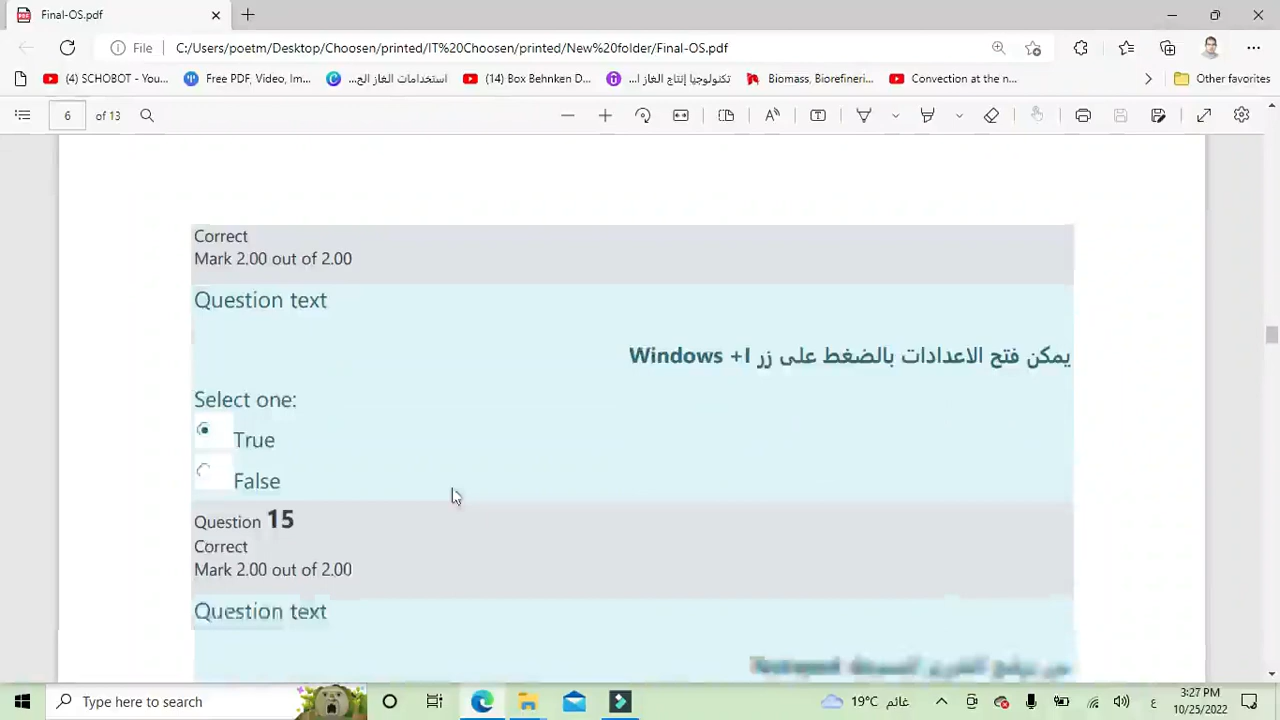 Final-OS.pdf
File
C:/Users/poetm/Desktop/Choosen/printed/IT%20Choosen/printed/New%20folder/Final-OS.pdf
(4) SCHOBOT - You...
Free PDF, Video, Im...
استخدامات الغاز الح...
(14) Box Behnken D...
تكنولوجيا إنتاج الغاز ا...
Biomass, Biorefineri...
Convection at the n...
Other favorites
6 of 13
Correct
Mark 2.00 out of 2.00
Question text
يمكن فتح الاعدادات بالضغط على زر Windows +I
Select one:
True
False
Question 15
Correct
Mark 2.00 out of 2.00
Question text
Type here to search
19°C غائم
ع
3:27 PM
10/25/2022